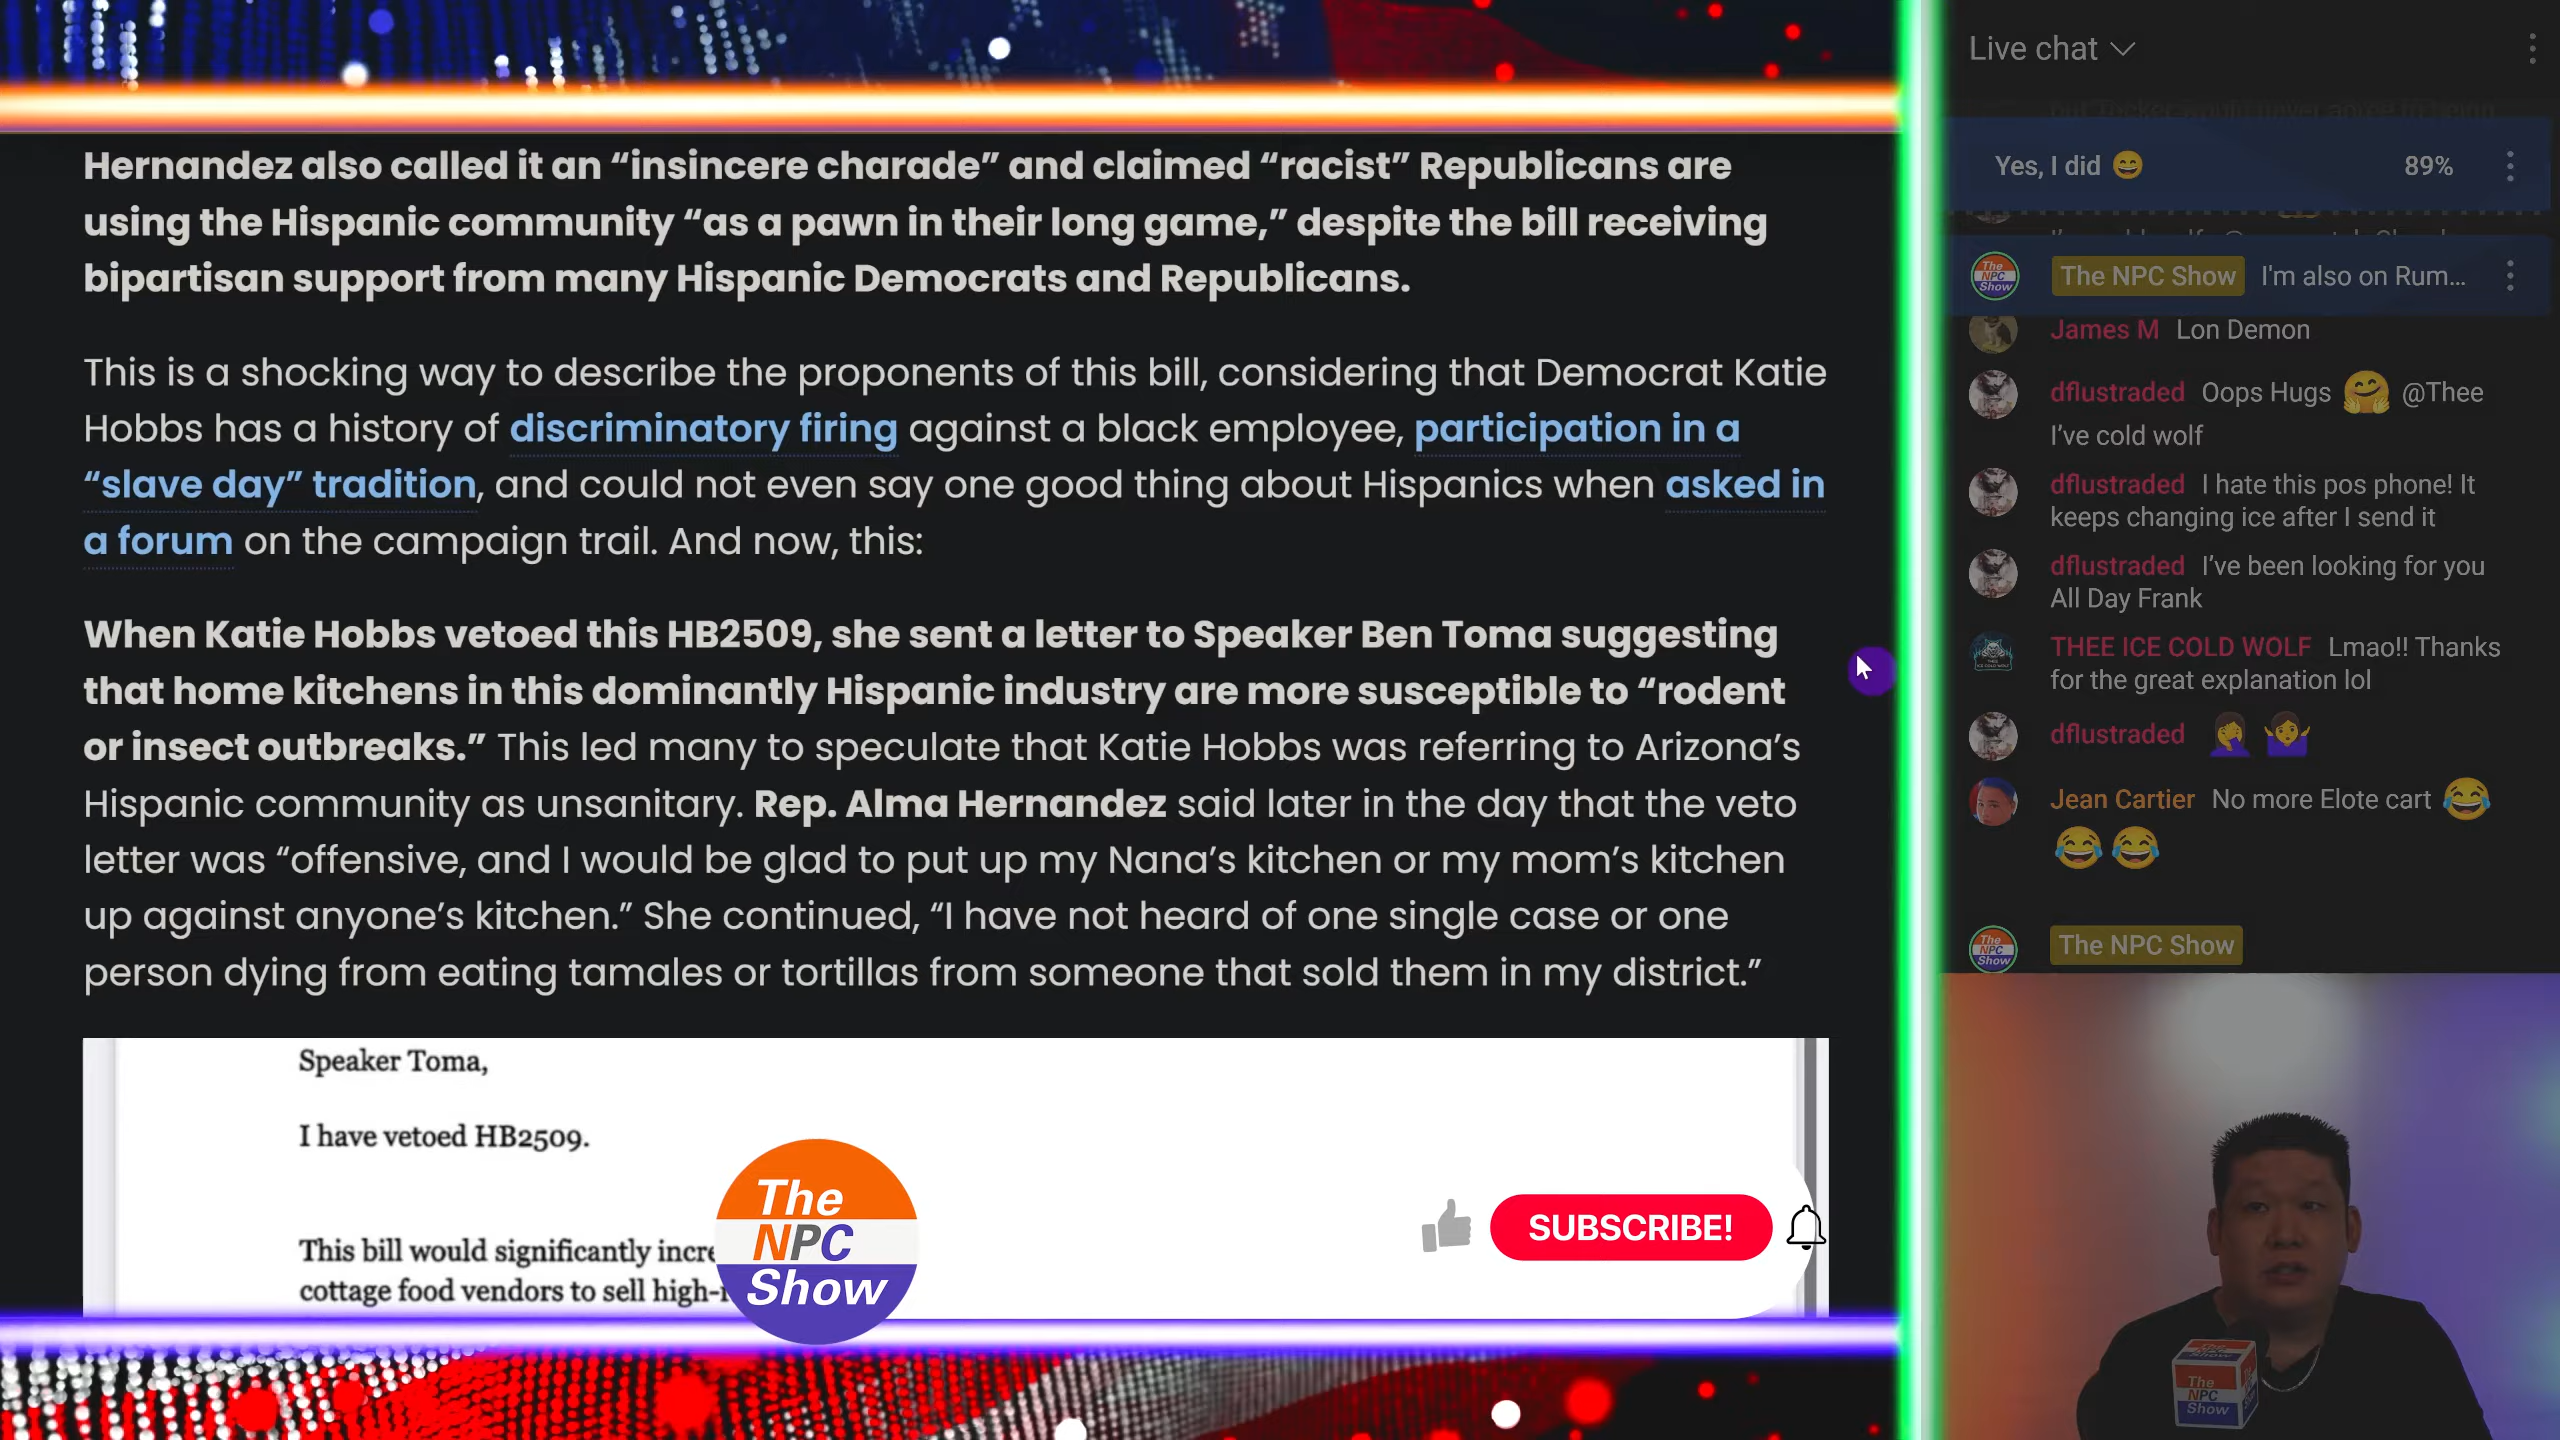 Hernandez also called it an “insincere charade” and claimed “racist” Republicans are
using the Hispanic community “as a pawn in their long game,” despite the bill receiving
bipartisan support from many Hispanic Democrats and Republicans.
This is a shocking way to describe the proponents of this bill, considering that Democrat Katie
Hobbs has a history of discriminatory firing against a black employee, participation in a
“slave day” tradition, and could not even say one good thing about Hispanics when asked in
a forum on the campaign trail. And now, this:
When Katie Hobbs vetoed this HB2509, she sent a letter to Speaker Ben Toma suggesting
that home kitchens in this dominantly Hispanic industry are more susceptible to “rodent
or insect outbreaks.” This led many to speculate that Katie Hobbs was referring to Arizona’s
Hispanic community as unsanitary. Rep. Alma Hernandez said later in the day that the veto
letter was “offensive, and I would be glad to put up my Nana’s kitchen or my mom’s kitchen
up against anyone’s kitchen.” She continued, “I have not heard of one single case or one
person dying from eating tamales or tortillas from someone that sold them in my district.”
Speaker Toma,
I have vetoed HB2509.
This bill would significantly incre
cottage food vendors to sell high-r
The
NPC
Show
SUBSCRIBE!
Live chat
Yes, I did 😄 89%
The NPC Show
The NPC Show I'm also on Rum...
James M Lon Demon
dflustraded Oops Hugs 🤗 @Thee
I’ve cold wolf
dflustraded I hate this pos phone! It
keeps changing ice after I send it
dflustraded I’ve been looking for you
All Day Frank
THEE ICE COLD WOLF Lmao!! Thanks
for the great explanation lol
dflustraded 🤦‍♀️ 🤷‍♀️
Jean Cartier No more Elote cart 😂
😂 😂
The NPC Show
The NPC Show
The
NPC
Show